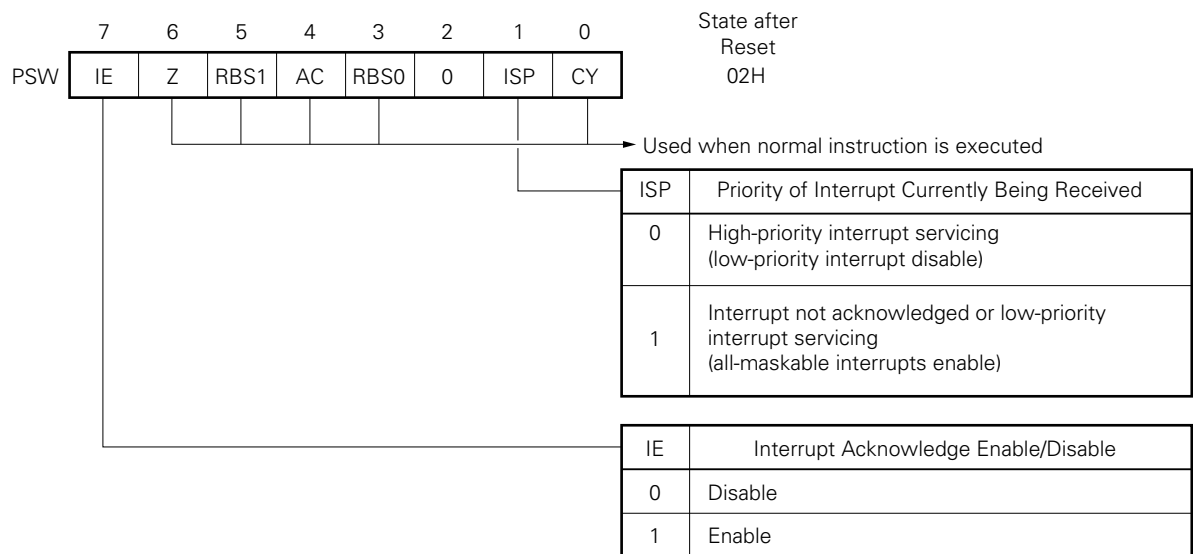 7 6 5 4 3 2 1 0
State after
Reset
02H
PSW IE Z RBS1 AC RBS0 0 ISP CY
Used when normal instruction is executed
ISP Priority of Interrupt Currently Being Received
0 High-priority interrupt servicing
(low-priority interrupt disable)
1 Interrupt not acknowledged or low-priority
interrupt servicing
(all-maskable interrupts enable)
IE Interrupt Acknowledge Enable/Disable
0 Disable
1 Enable